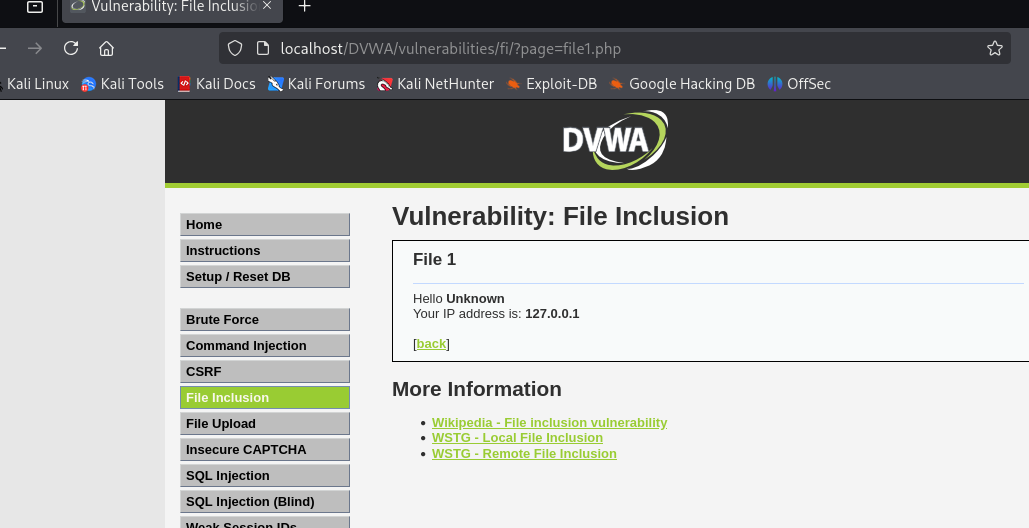 Vulnerability: File Inclusio
localhost/DVWA/vulnerabilities/fi/?page=file1.php
Kali Linux Kali Tools Kali Docs Kali Forums Kali NetHunter Exploit-DB Google Hacking DB OffSec
DVWA
Home
Instructions
Setup / Reset DB
Brute Force
Command Injection
CSRF
File Inclusion
File Upload
Insecure CAPTCHA
SQL Injection
SQL Injection (Blind)
Weak Session IDs
Vulnerability: File Inclusion
File 1
Hello Unknown
Your IP address is: 127.0.0.1
[back]
More Information
Wikipedia - File inclusion vulnerability
WSTG - Local File Inclusion
WSTG - Remote File Inclusion